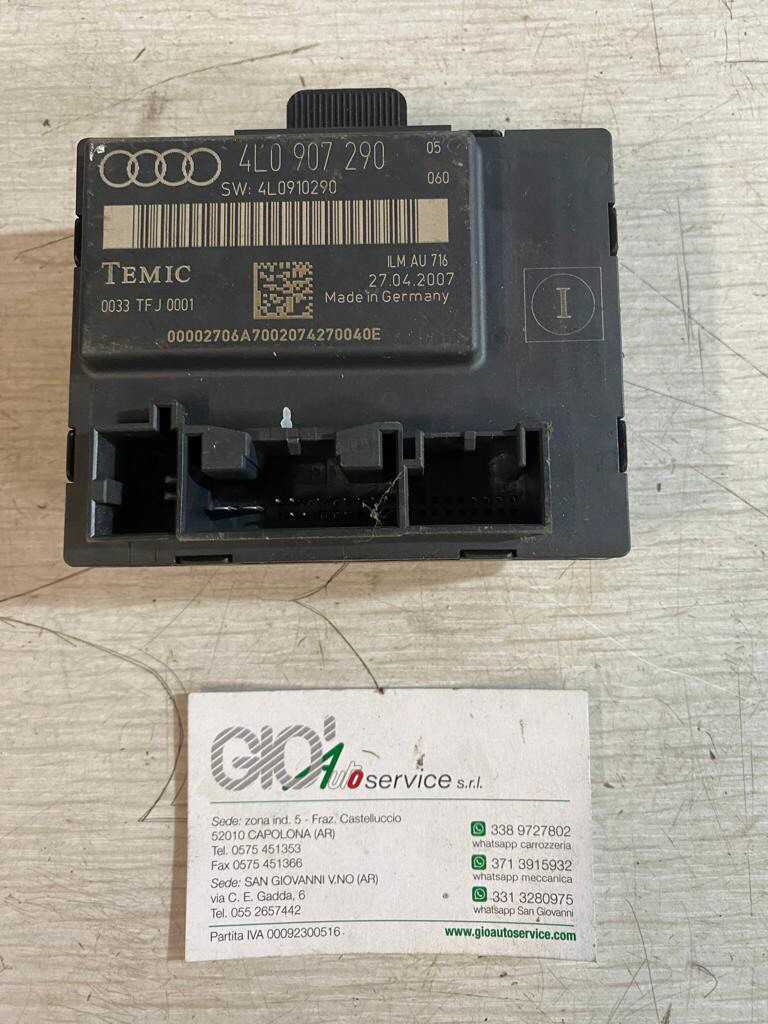 4L0 907 290 05
SW: 4L0910290 060
TEMIC
ILM AU 716
27.04.2007
0033 TFJ 0001
Made in Germany
00002706A7002074270040E
I
GIO' Autoservice s.r.l.
Sede: zona ind. 5 - Fraz. Castelluccio
52010 CAPOLONA (AR)
Tel. 0575 451353
Fax 0575 451366
Sede: SAN GIOVANNI V.NO (AR)
via C. E. Gadda, 6
Tel. 055 2657442
Partita IVA 00092300516
338 9727802
whatsapp carrozzeria
371 3915932
whatsapp meccanica
331 3280975
whatsapp San Giovanni
www.gioautoservice.com